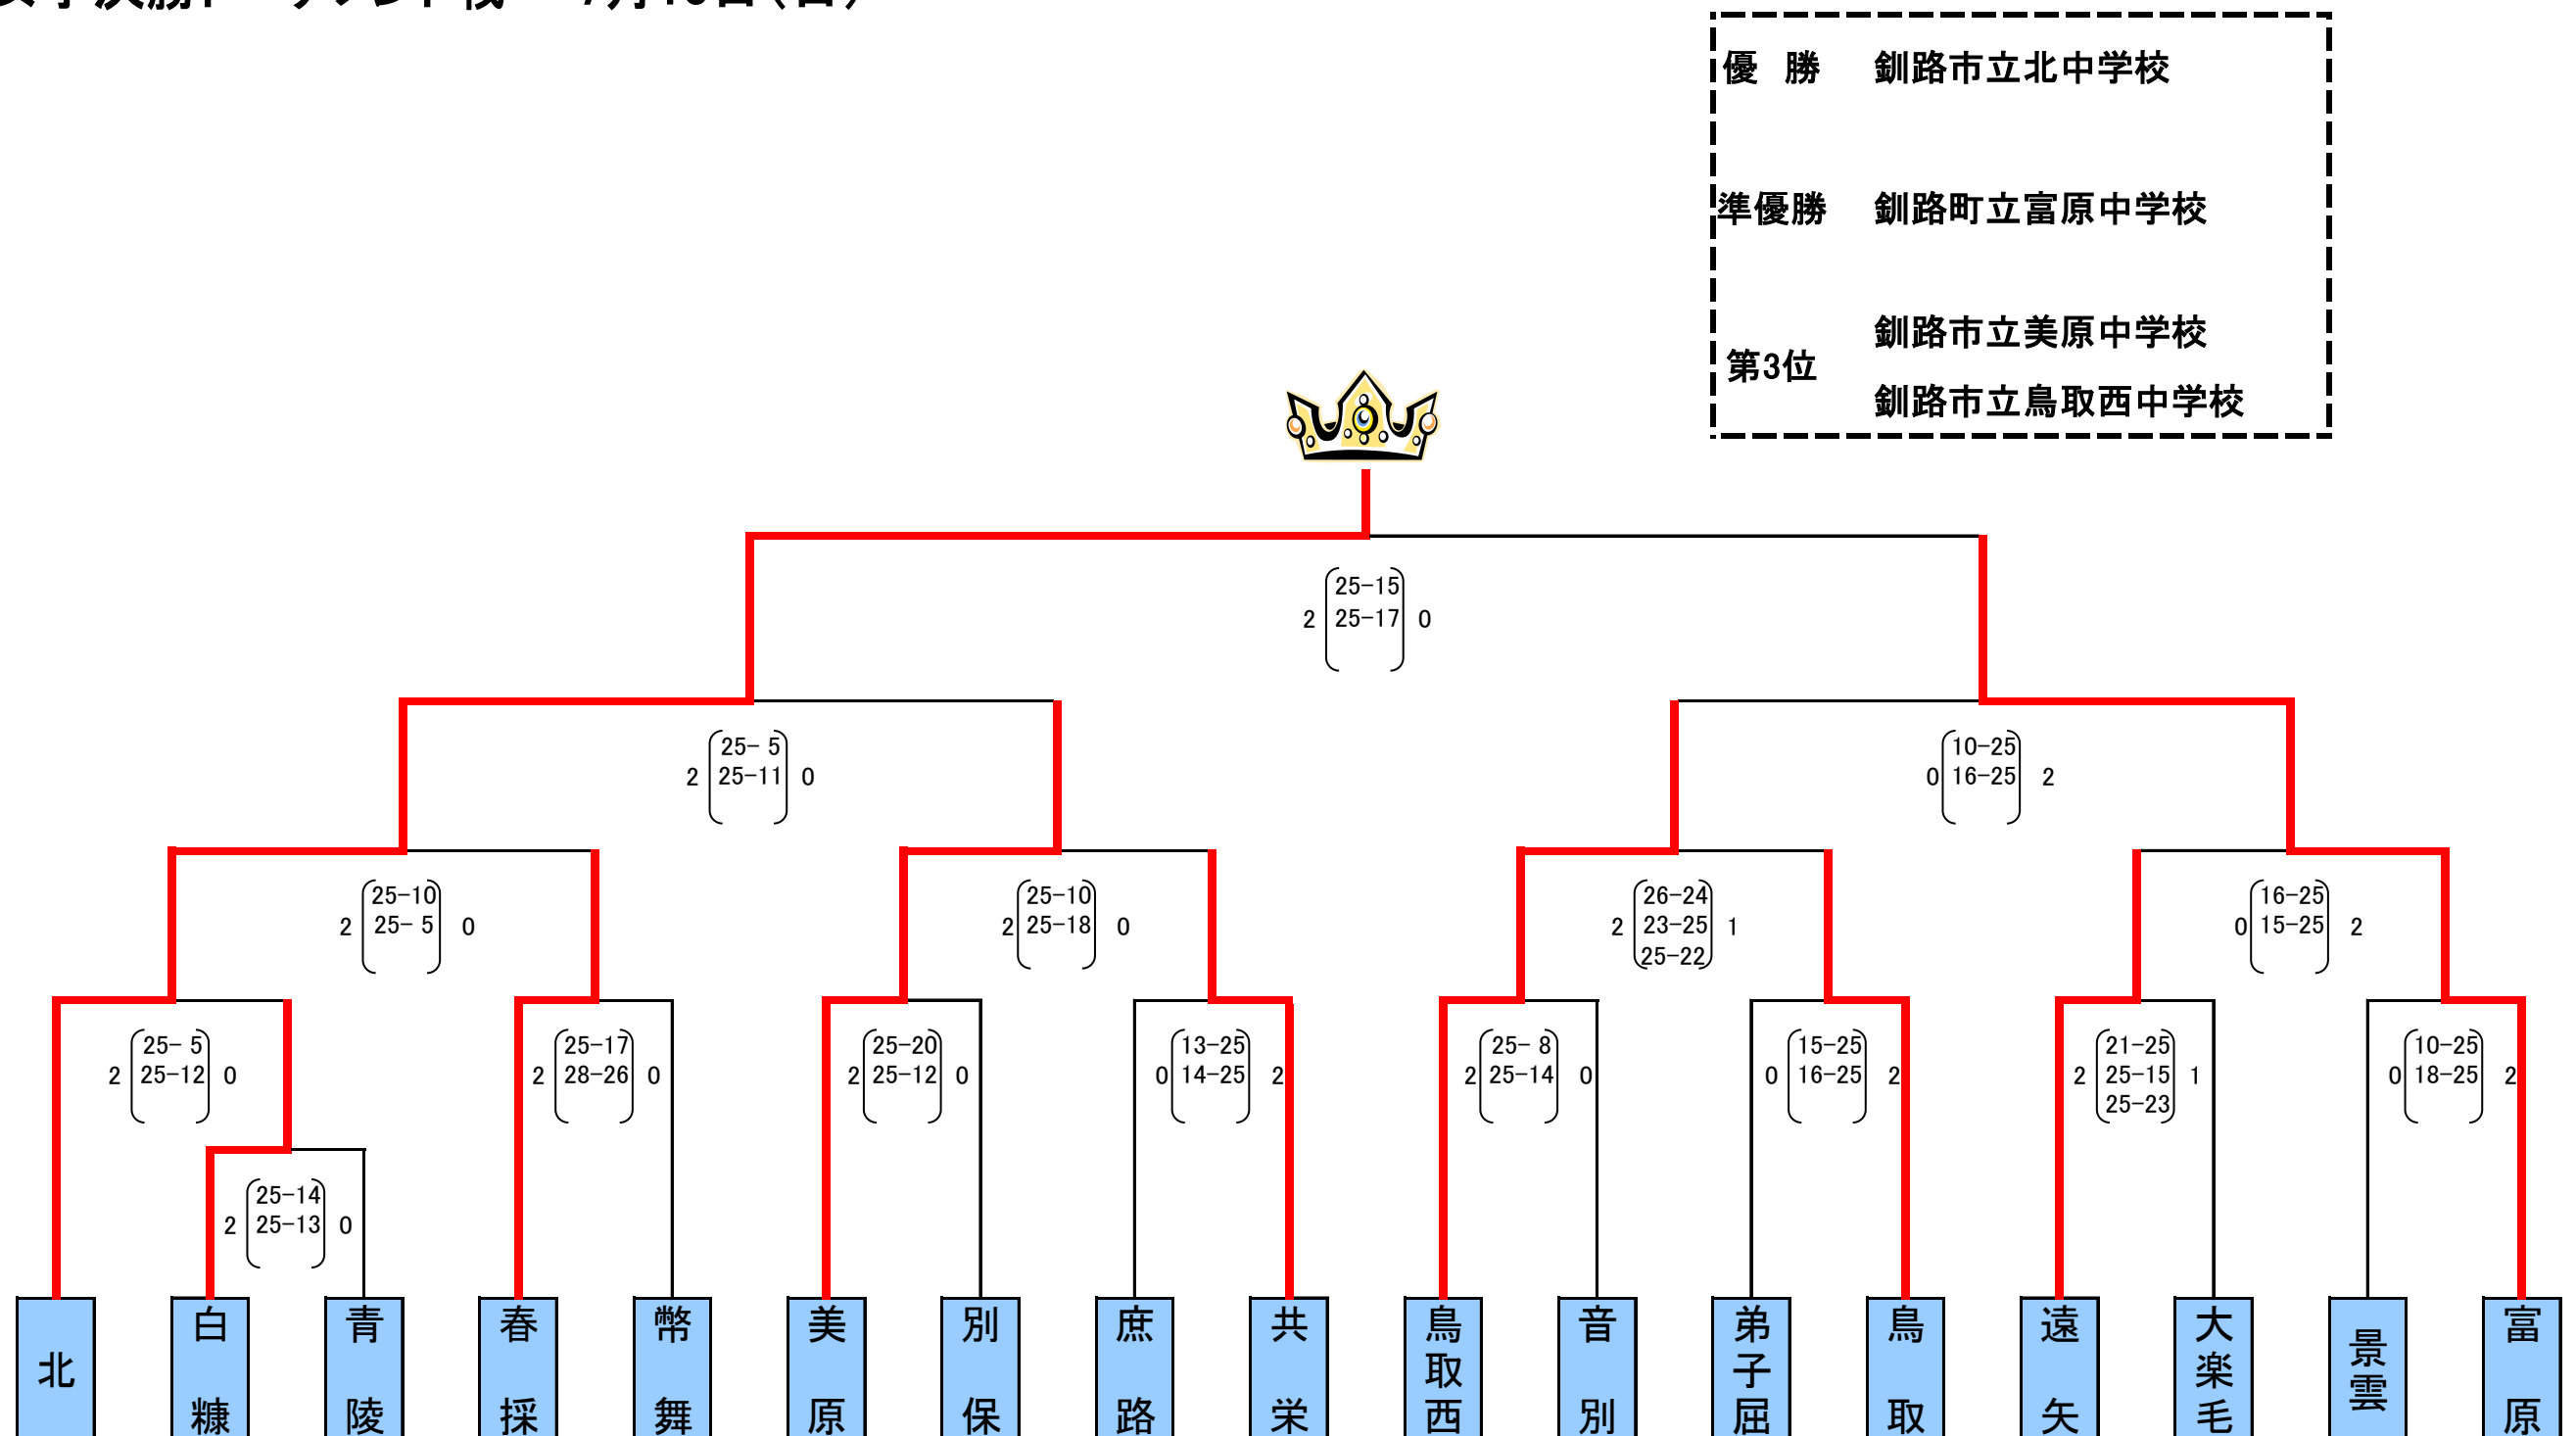 優 勝 釧路市立北中学校
準優勝 釧路町立富原中学校
第3位
釧路市立美原中学校
釧路市立鳥取西中学校
25-15
2 25-17 0
25- 5
2 25-11 0
10-25
0 16-25 2
25-10
2 25- 5 0
25-10
2 25-18 0
26-24
2 23-25 1
25-22
16-25
0 15-25 2
25- 5
2 25-12 0
25-17
2 28-26 0
25-20
2 25-12 0
13-25
0 14-25 2
25- 8
2 25-14 0
15-25
0 16-25 2
21-25
2 25-15 1
25-23
10-25
0 18-25 2
25-14
2 25-13 0
北
白糠
青陵
春採
幣舞
美原
別保
庶路
共栄
鳥取西
音別
弟子屈
鳥取
遠矢
大楽毛
景雲
富原